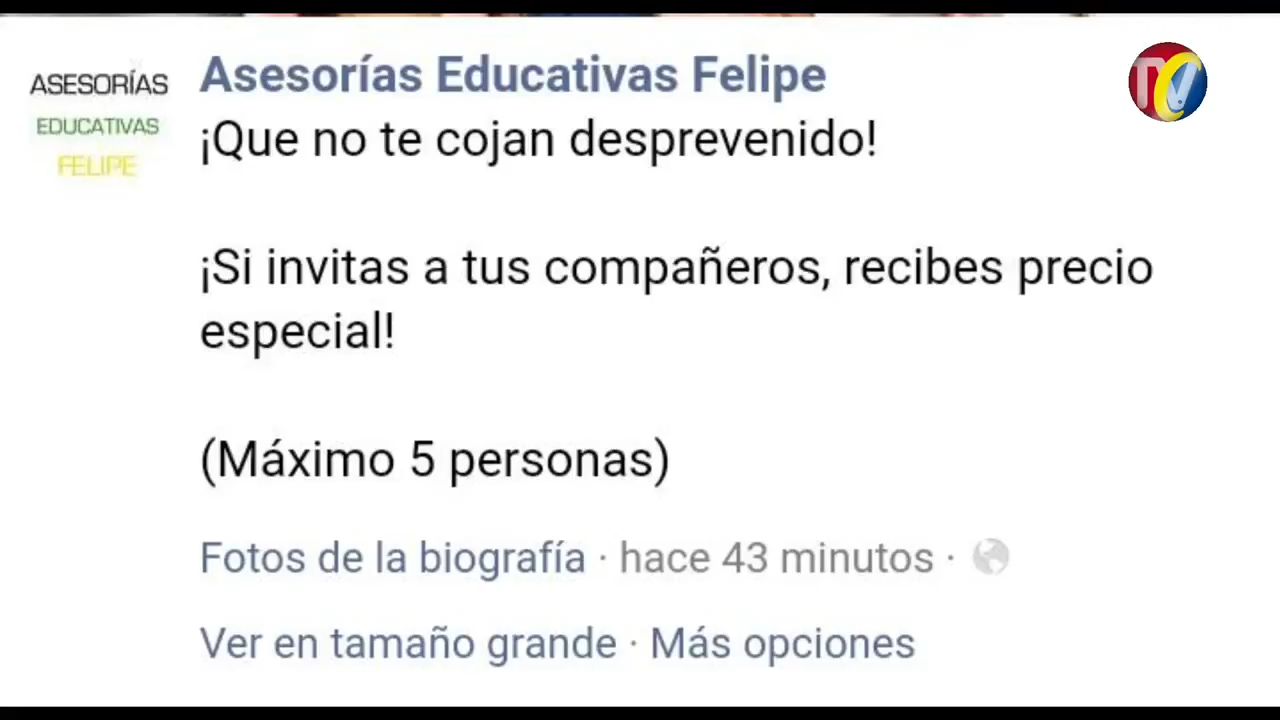 ASESORÍAS
EDUCATIVAS
FELIPE
Asesorías Educativas Felipe
¡Que no te cojan desprevenido!
¡Si invitas a tus compañeros, recibes precio
especial!
(Máximo 5 personas)
Fotos de la biografía · hace 43 minutos ·
Ver en tamaño grande · Más opciones
TVC